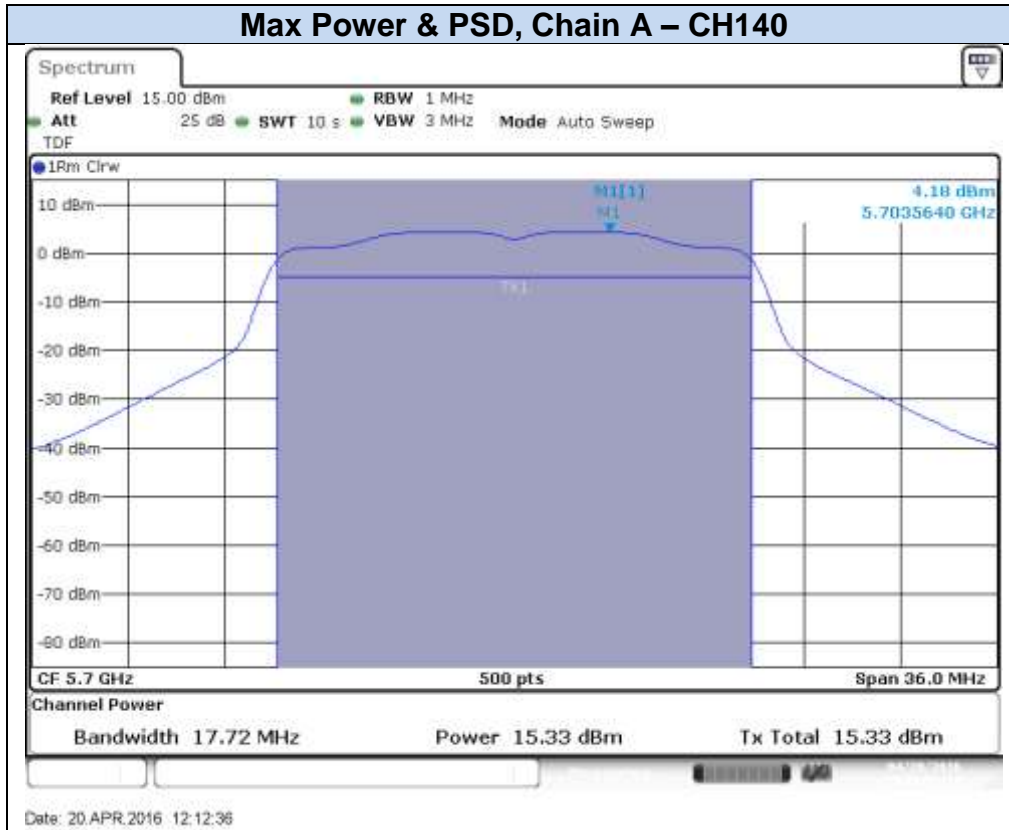 Max Power & PSD, Chain A – CH140
Spectrum
Ref Level 15.00 dBm RBW 1 MHz
Att 25 dB SWT 10 s VBW 3 MHz Mode Auto Sweep
TDF
1Rm Clrw
M1[1] 4.18 dBm
5.7035640 GHz
M1
10 dBm
0 dBm
-10 dBm
TX1
-20 dBm
-30 dBm
-40 dBm
-50 dBm
-60 dBm
-70 dBm
-80 dBm
CF 5.7 GHz 500 pts Span 36.0 MHz
Channel Power
Bandwidth 17.72 MHz Power 15.33 dBm Tx Total 15.33 dBm
Date: 20.APR.2016 12:12:36